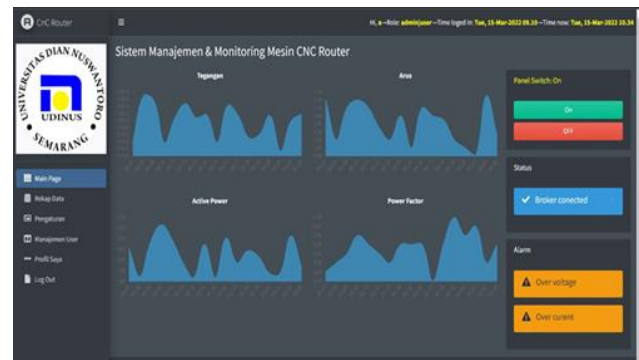 CnC Router
Hi, a --Role: admin|user --Time loged in: Tue, 15-Mar-2022 09.10 --Time now: Tue, 15-Mar-2022 10.34
UNIVERSITAS DIAN NUSWANTORO
UDINUS
SEMARANG
Sistem Manajemen & Monitoring Mesin CNC Router
Tegangan
Arus
Panel Switch: On
On
OFF
Main Page
Rekap Data
Pengaturan
Manajemen User
Profil Saya
Log Out
Active Power
Power Factor
Status
Broker conected
Alarm
Over voltage
Over curent